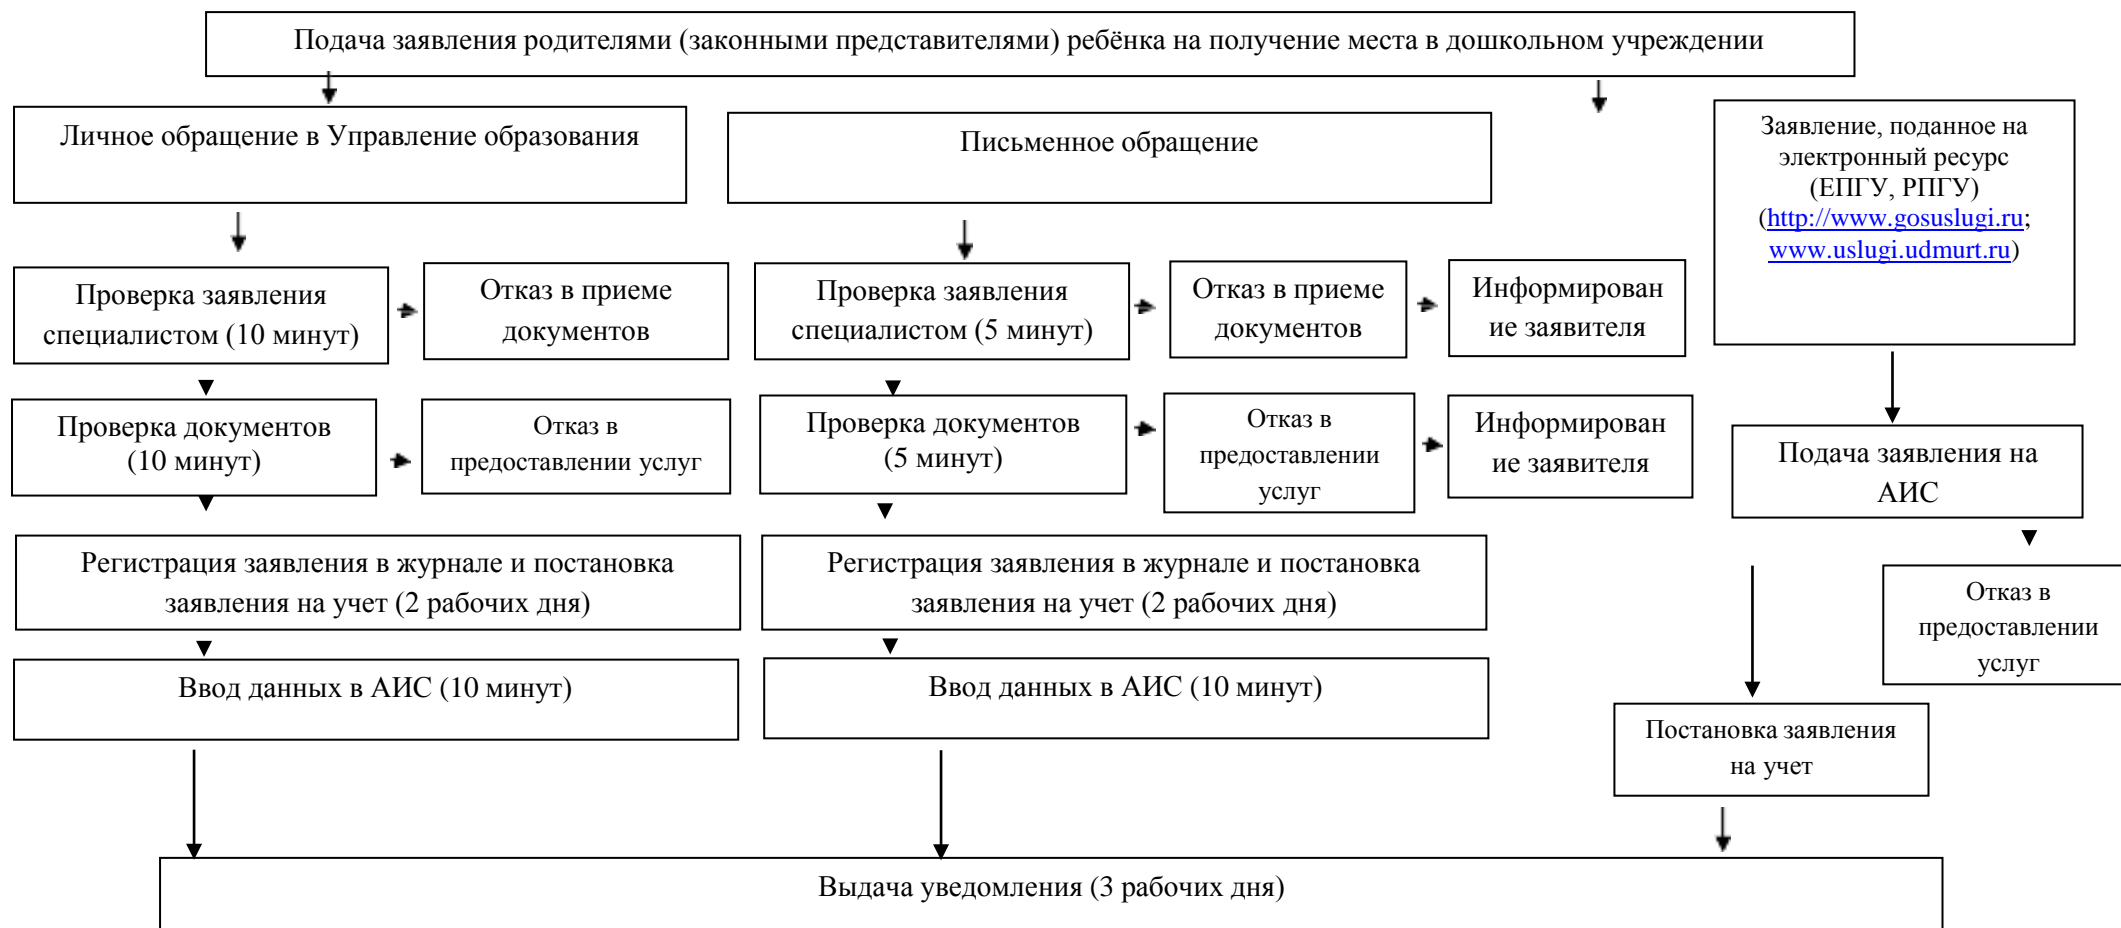 Подача заявления родителями (законными представителями) ребёнка на получение места в дошкольном учреждении
Личное обращение в Управление образования
Письменное обращение
Заявление, поданное на
электронный ресурс
(ЕПГУ, РПГУ)
(http://www.gosuslugi.ru;
www.uslugi.udmurt.ru)
Проверка заявления
специалистом (10 минут)
Отказ в приеме
документов
Проверка заявления
специалистом (5 минут)
Отказ в приеме
документов
Информирован
ие заявителя
Проверка документов
(10 минут)
Отказ в
предоставлении услуг
Проверка документов
(5 минут)
Отказ в
предоставлении
услуг
Информирован
ие заявителя
Подача заявления на
АИС
Регистрация заявления в журнале и постановка
заявления на учет (2 рабочих дня)
Регистрация заявления в журнале и постановка
заявления на учет (2 рабочих дня)
Отказ в
предоставлении
услуг
Ввод данных в АИС (10 минут)
Ввод данных в АИС (10 минут)
Постановка заявления
на учет
Выдача уведомления (3 рабочих дня)